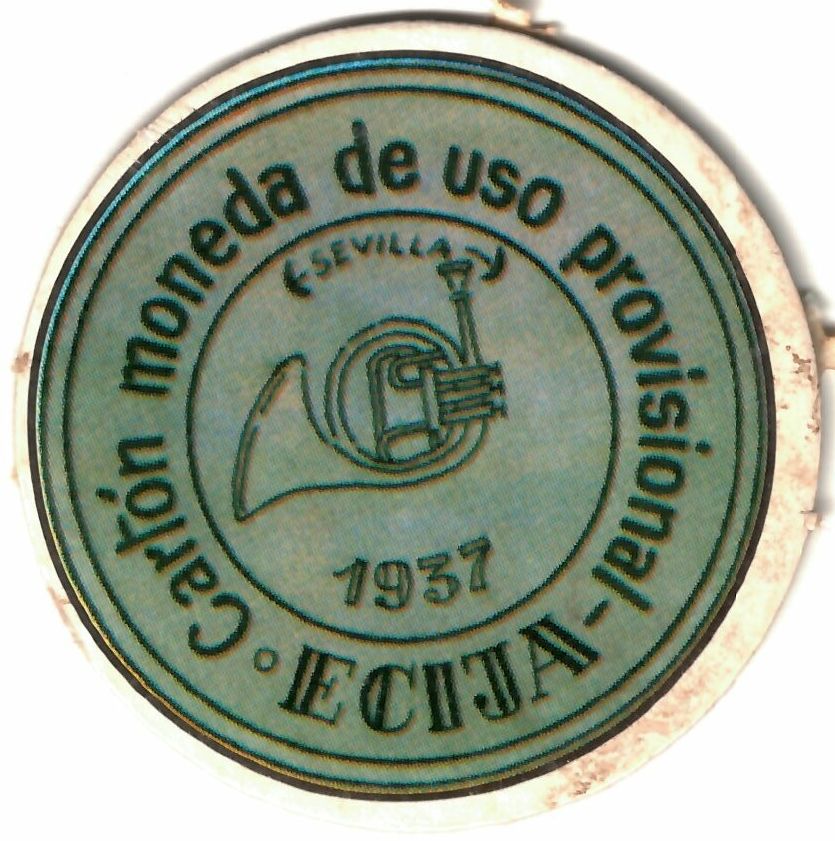 Cartón moneda de uso provisional-
ECIJA
(-SEVILLA-)
1937